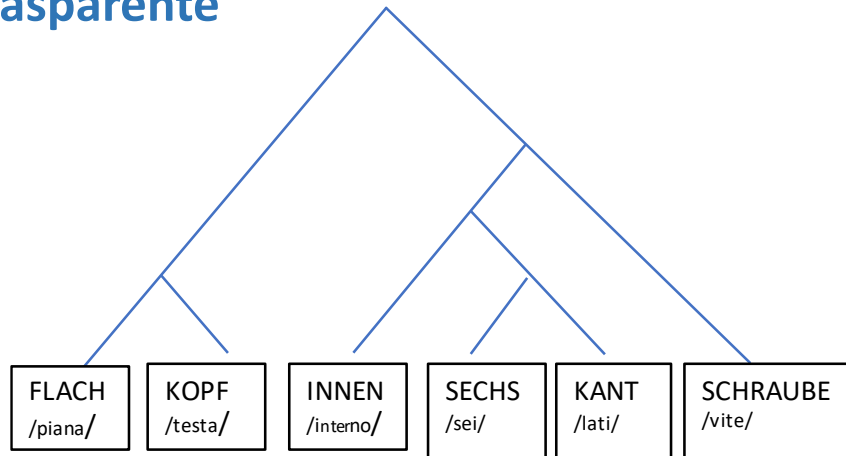 asparente
FLACH
/piana/
KOPF
/testa/
INNEN
/interno/
SECHS
/sei/
KANT
/lati/
SCHRAUBE
/vite/